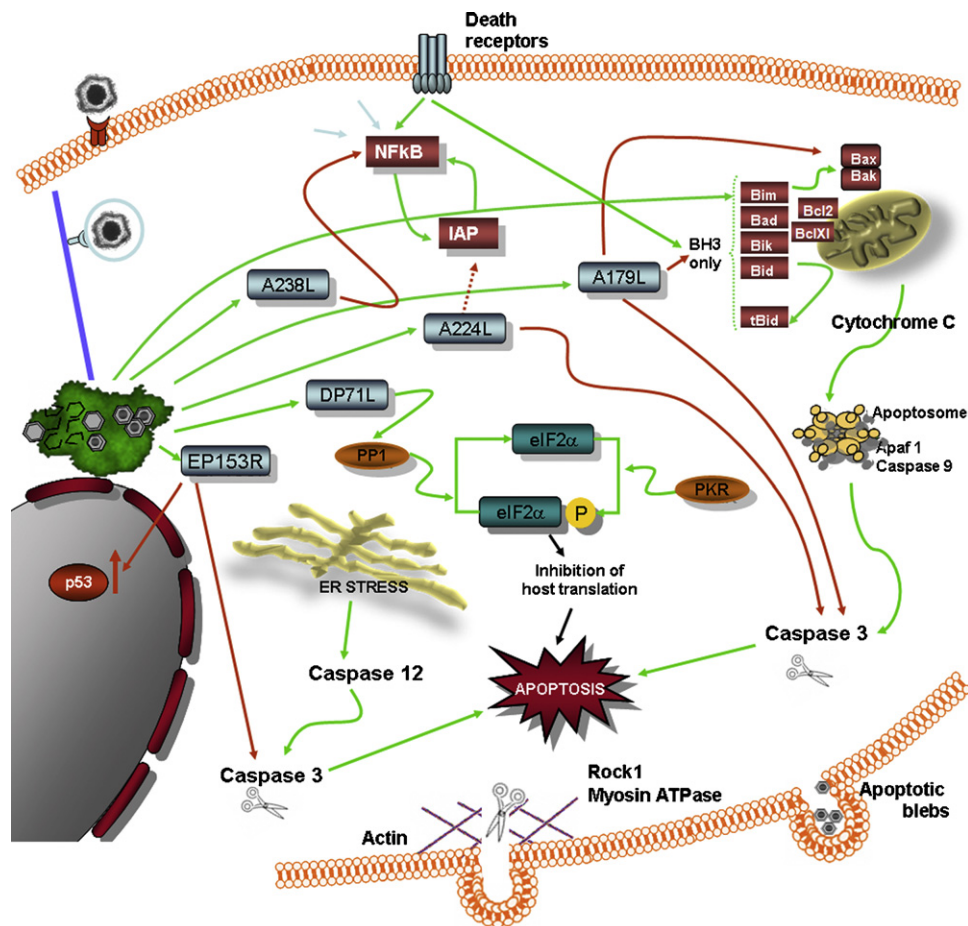 Death
receptors
NFkB
IAP
Bax
Bak
Bim
Bad
Bik
Bid
tBid
Bcl2
BclXl
BH3
only
A238L
A179L
A224L
Cytochrome C
DP71L
EP153R
PP1
eIF2α
eIF2α
P
PKR
Apoptosome
Apaf 1
Caspase 9
p53
ER STRESS
Inhibition of
host translation
Caspase 12
Caspase 3
APOPTOSIS
Caspase 3
Rock1
Myosin ATPase
Actin
Apoptotic
blebs